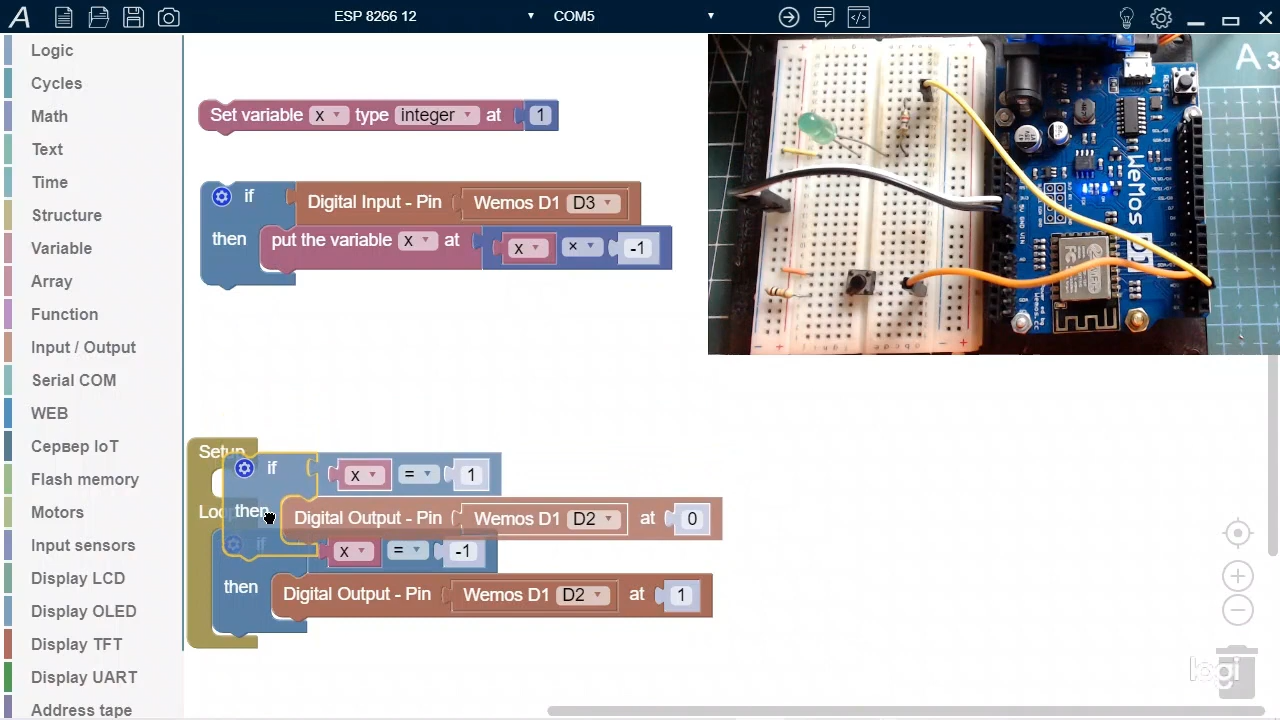 A ESP 8266 12 COM5
Logic
Cycles
Math
Text
Time
Structure
Variable
Array
Function
Input / Output
Serial COM
WEB
Сервер IoT
Flash memory
Motors
Input sensors
Display LCD
Display OLED
Display TFT
Display UART
Address tape
Set variable x type integer at 1
if Digital Input - Pin Wemos D1 D3
then put the variable x at x × -1
Setup
if x = 1
then Digital Output - Pin Wemos D1 D2 at 0
if x = -1
then Digital Output - Pin Wemos D1 D2 at 1
A 3
WeMos D1
logi